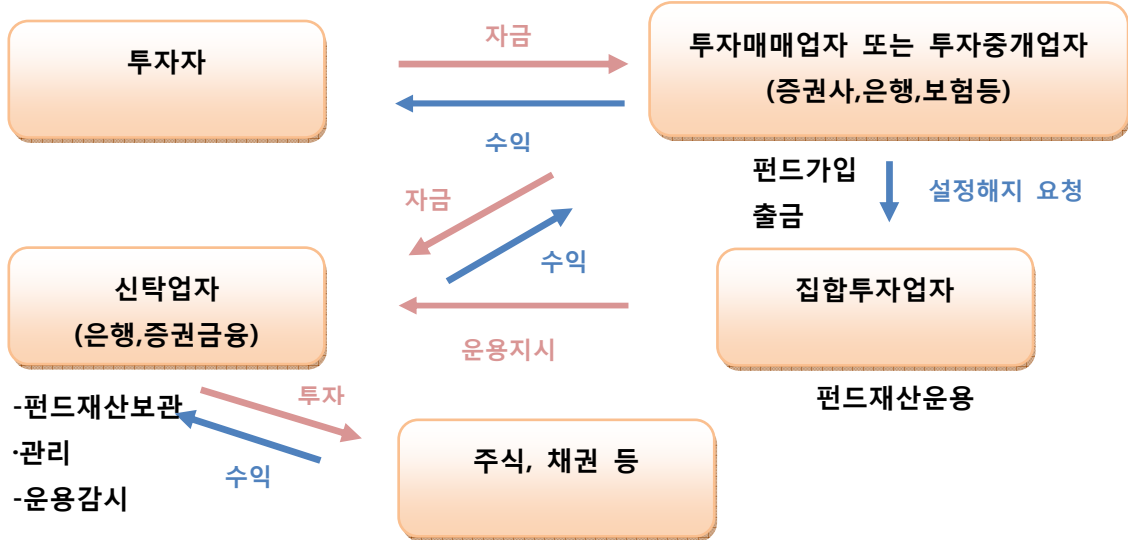 투자자
자금
수익
투자매매업자 또는 투자중개업자
(증권사,은행,보험등)
펀드가입
출금
설정해지 요청
자금
수익
신탁업자
(은행,증권금융)
운용지시
집합투자업자
펀드재산운용
-펀드재산보관
·관리
-운용감시
투자
수익
주식, 채권 등